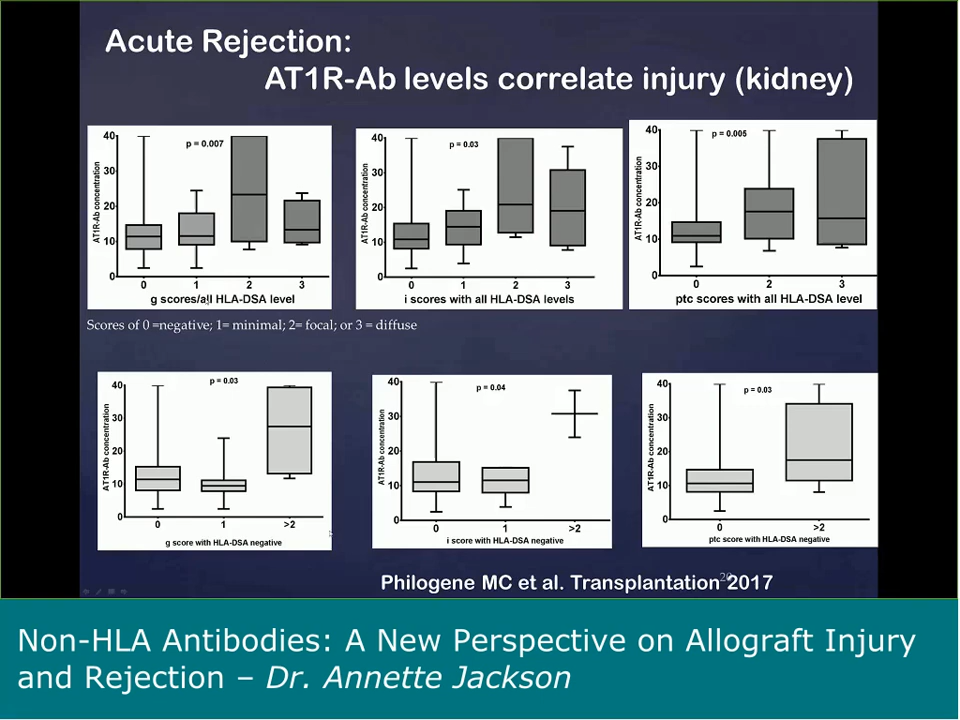 Acute Rejection:
AT1R-Ab levels correlate injury (kidney)
40
30
20
10
0
AT1R-Ab concentration
p = 0.007
0 1 2 3
g scores/all HLA-DSA level
40
30
20
10
0
AT1R-Ab concentration
p = 0.03
0 1 2 3
i scores with all HLA-DSA levels
40
30
20
10
0
AT1R-Ab concentration
p = 0.005
0 2 3
ptc scores with all HLA-DSA level
Scores of 0 =negative; 1= minimal; 2= focal; or 3 = diffuse
40
30
20
10
0
AT1R-Ab concentration
p = 0.03
0 1 >2
g score with HLA-DSA negative
40
30
20
10
0
AT1R-Ab concentration
p = 0.04
0 1 >2
i score with HLA-DSA negative
40
30
20
10
0
AT1R-Ab concentration
p = 0.03
0 >2
ptc score with HLA-DSA negative
Philogene MC et al. Transplantation 2017
Non-HLA Antibodies: A New Perspective on Allograft Injury
and Rejection – Dr. Annette Jackson